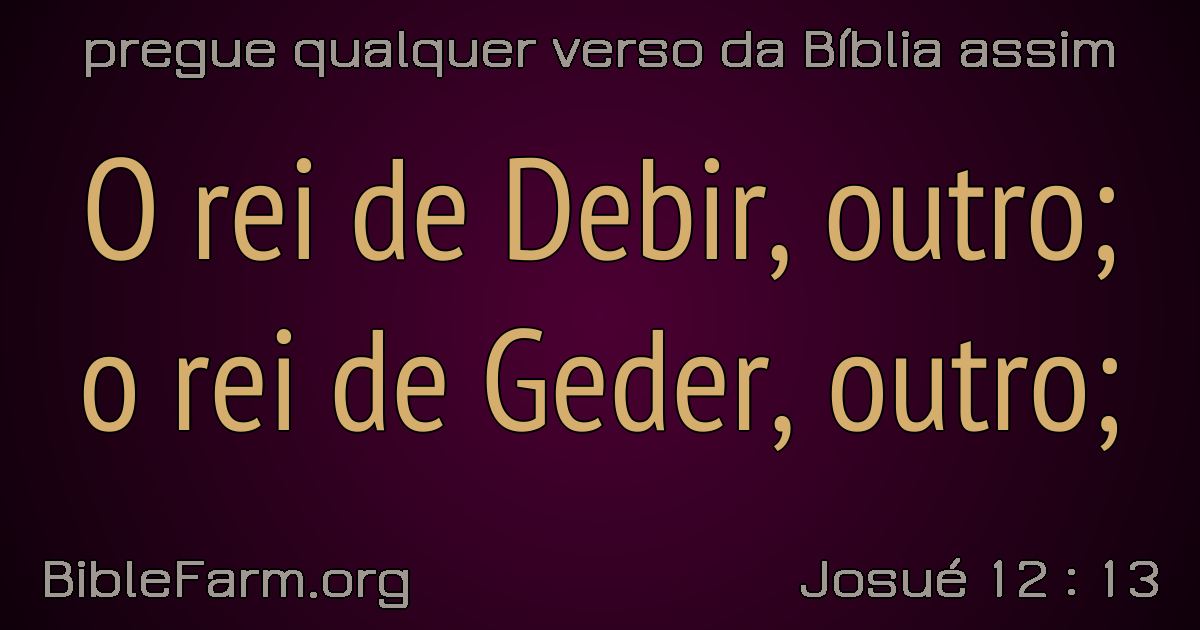 pregue qualquer verso da Bíblia assim
O rei de Debir, outro;
o rei de Geder, outro;
BibleFarm.org
Josué 12 : 13